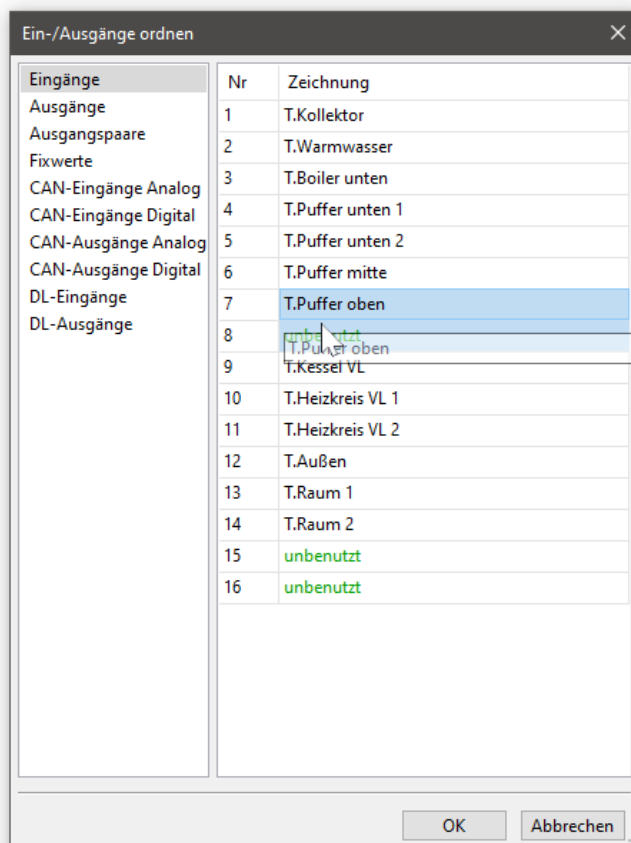 Ein-/Ausgänge ordnen
Eingänge
Ausgänge
Ausgangspaare
Fixwerte
CAN-Eingänge Analog
CAN-Eingänge Digital
CAN-Ausgänge Analog
CAN-Ausgänge Digital
DL-Eingänge
DL-Ausgänge
Nr Zeichnung
1 T.Kollektor
2 T.Warmwasser
3 T.Boiler unten
4 T.Puffer unten 1
5 T.Puffer unten 2
6 T.Puffer mitte
7 T.Puffer oben
8 unbenutzt
T.Puffer oben
9 T.Kessel VL
10 T.Heizkreis VL 1
11 T.Heizkreis VL 2
12 T.Außen
13 T.Raum 1
14 T.Raum 2
15 unbenutzt
16 unbenutzt
OK Abbrechen